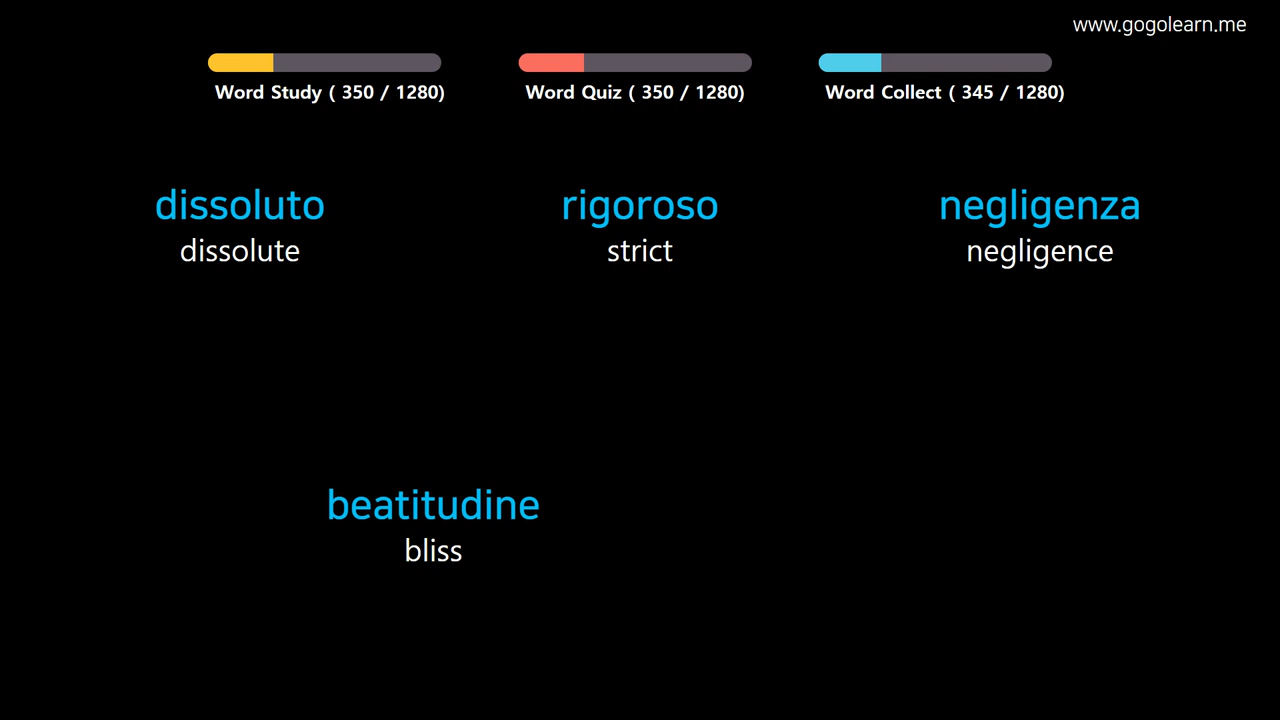 www.gogolearn.me
Word Study ( 350 / 1280)
Word Quiz ( 350 / 1280)
Word Collect ( 345 / 1280)
dissoluto
dissolute
rigoroso
strict
negligenza
negligence
beatitudine
bliss